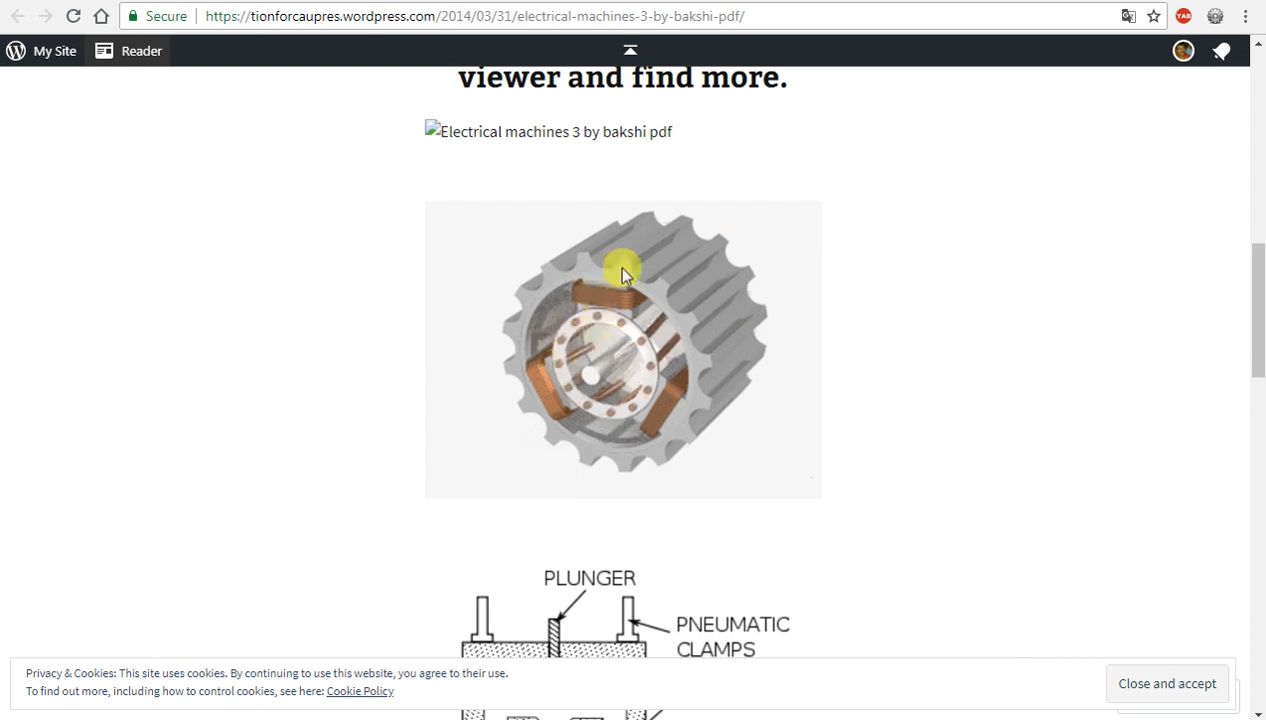 Secure https://tionforcaupres.wordpress.com/2014/03/31/electrical-machines-3-by-bakshi-pdf/ YAB
My Site Reader
viewer and find more.
Electrical machines 3 by bakshi pdf
PLUNGER
PNEUMATIC
CLAMPS
Privacy & Cookies: This site uses cookies. By continuing to use this website, you agree to their use.
To find out more, including how to control cookies, see here: Cookie Policy
Close and accept